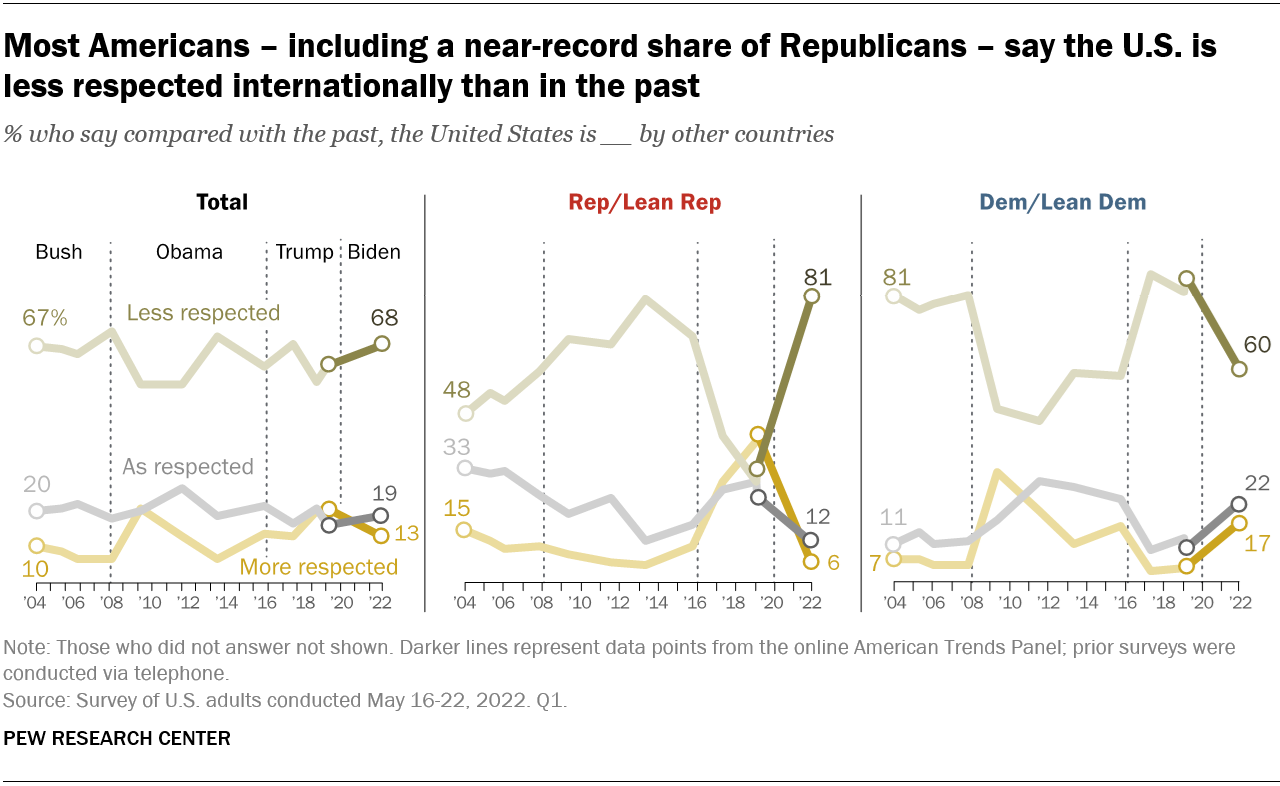 Most Americans – including a near-record share of Republicans – say the U.S. is
less respected internationally than in the past
% who say compared with the past, the United States is __ by other countries
Total
Bush Obama Trump Biden
67% Less respected 68
20 As respected 19
10 More respected 13
’04 ’06 ’08 ’10 ’12 ’14 ’16 ’18 ’20 ’22
Rep/Lean Rep
81
48
33
15
12
6
’04 ’06 ’08 ’10 ’12 ’14 ’16 ’18 ’20 ’22
Dem/Lean Dem
81
60
22
11
17
7
’04 ’06 ’08 ’10 ’12 ’14 ’16 ’18 ’20 ’22
Note: Those who did not answer not shown. Darker lines represent data points from the online American Trends Panel; prior surveys were
conducted via telephone.
Source: Survey of U.S. adults conducted May 16-22, 2022. Q1.
PEW RESEARCH CENTER